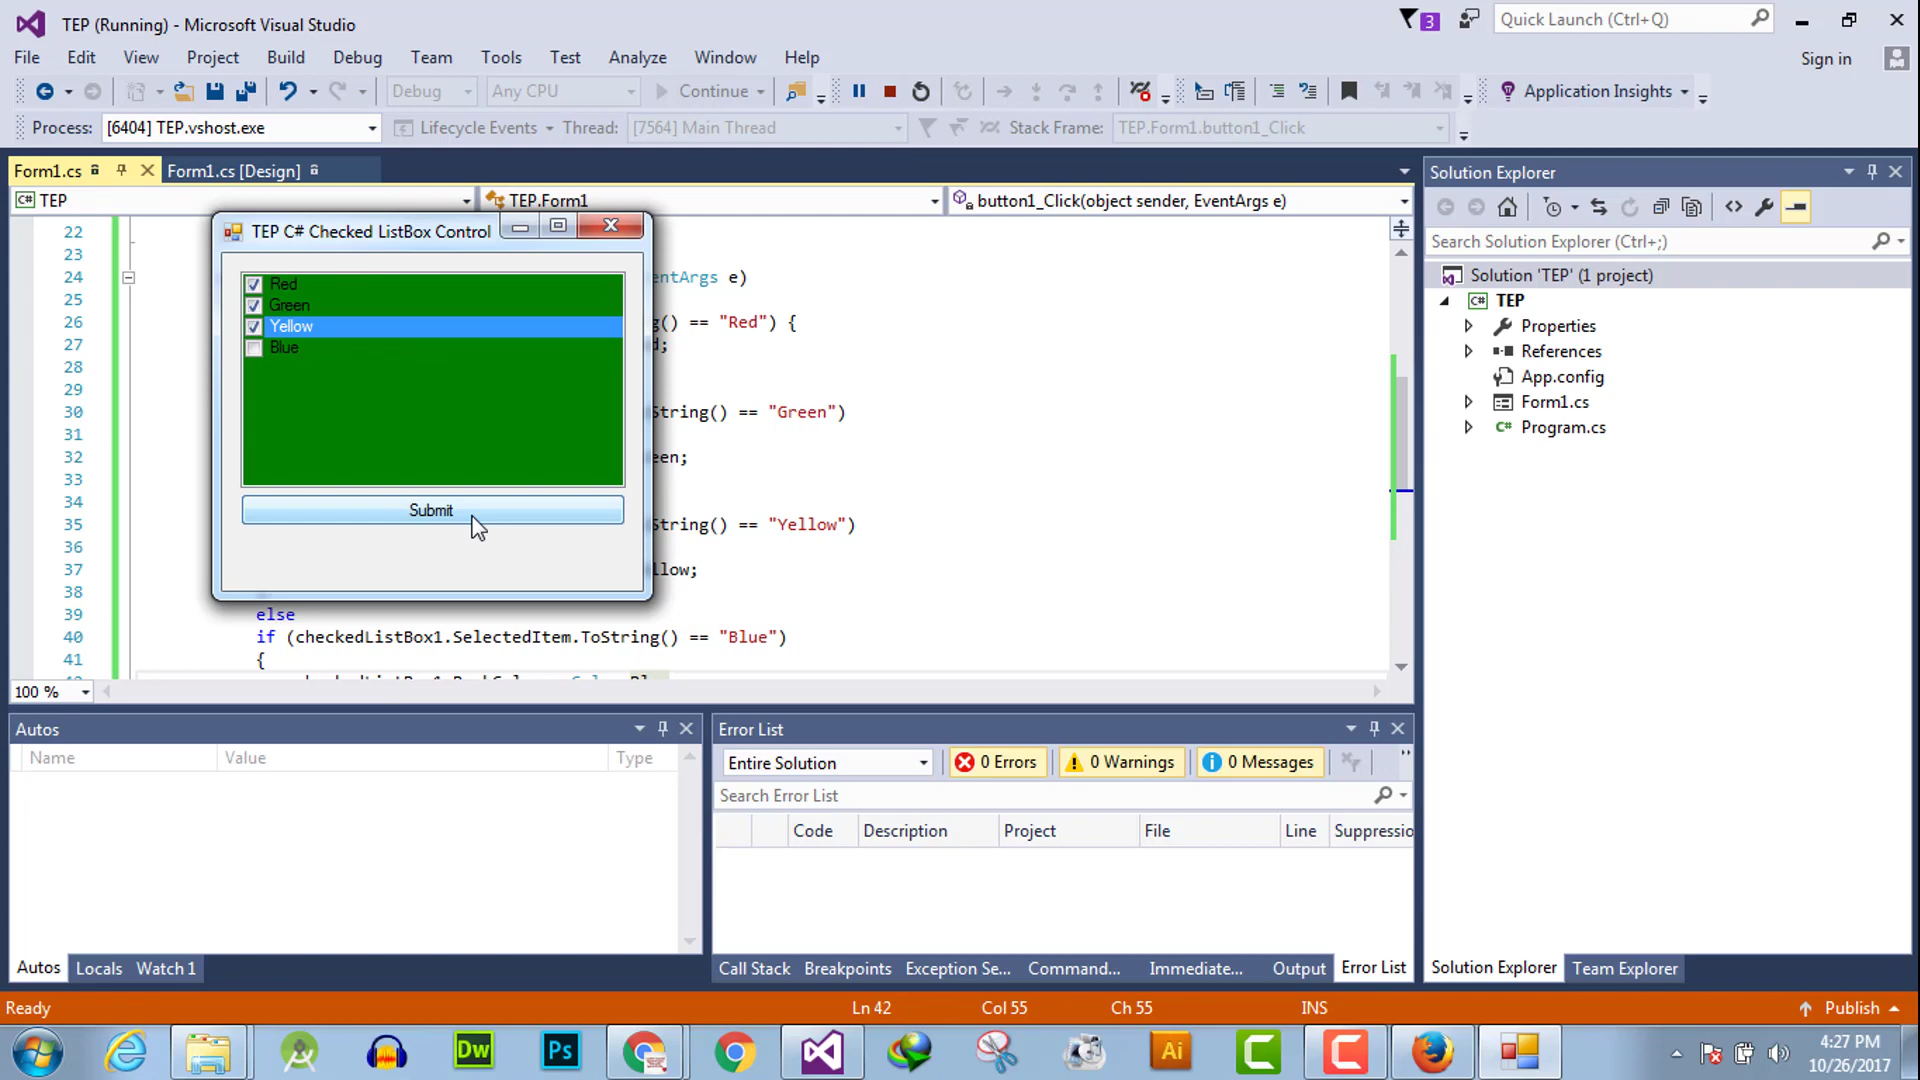 TEP (Running) - Microsoft Visual Studio
3
Quick Launch (Ctrl+Q)
File Edit View Project Build Debug Team Tools Test Analyze Window Help
Sign in
Debug Any CPU Continue Application Insights
Process: [6404] TEP.vshost.exe Lifecycle Events Thread: [7564] Main Thread Stack Frame: TEP.Form1.button1_Click
Form1.cs Form1.cs [Design]
C# TEP TEP.Form1 button1_Click(object sender, EventArgs e)
TEP C# Checked ListBox Control
Red
Green
Yellow
Blue
Submit
22
23
24 entArgs e)
25
26 g() == "Red") {
27 d;
28
29
30 String() == "Green")
31
32 een;
33
34
35 String() == "Yellow")
36
37 llow;
38
39 else
40 if (checkedListBox1.SelectedItem.ToString() == "Blue")
41 {
100 %
Solution Explorer
Search Solution Explorer (Ctrl+;)
Solution 'TEP' (1 project)
C# TEP
Properties
References
App.config
Form1.cs
C# Program.cs
Autos
Name Value Type
Autos Locals Watch 1
Error List
Entire Solution 0 Errors 0 Warnings 0 Messages
Search Error List
Code Description Project File Line Suppressio
Call Stack Breakpoints Exception Se... Command... Immediate... Output Error List
Solution Explorer Team Explorer
Ready Ln 42 Col 55 Ch 55 INS Publish
Dw Ps Ai
4:27 PM
10/26/2017